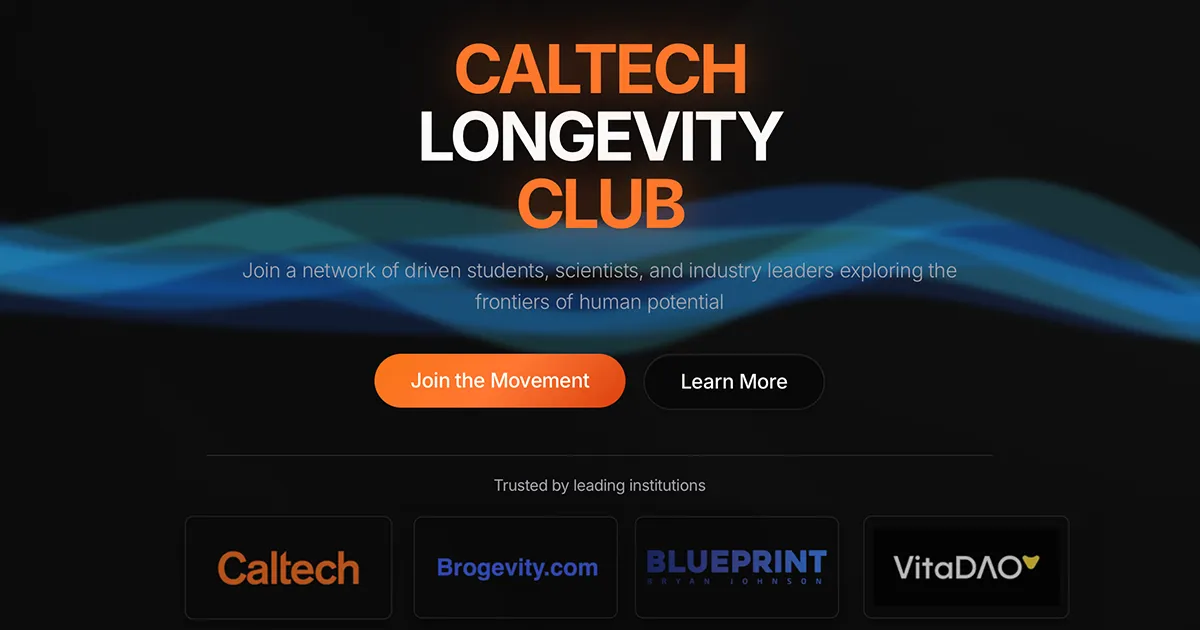 CALTECH
LONGEVITY
CLUB
Join a network of driven students, scientists, and industry leaders exploring the
frontiers of human potential
Join the Movement
Learn More
Trusted by leading institutions
Caltech
Brogevity.com
BLUEPRINT
BRYAN JOHNSON
VitaDAO